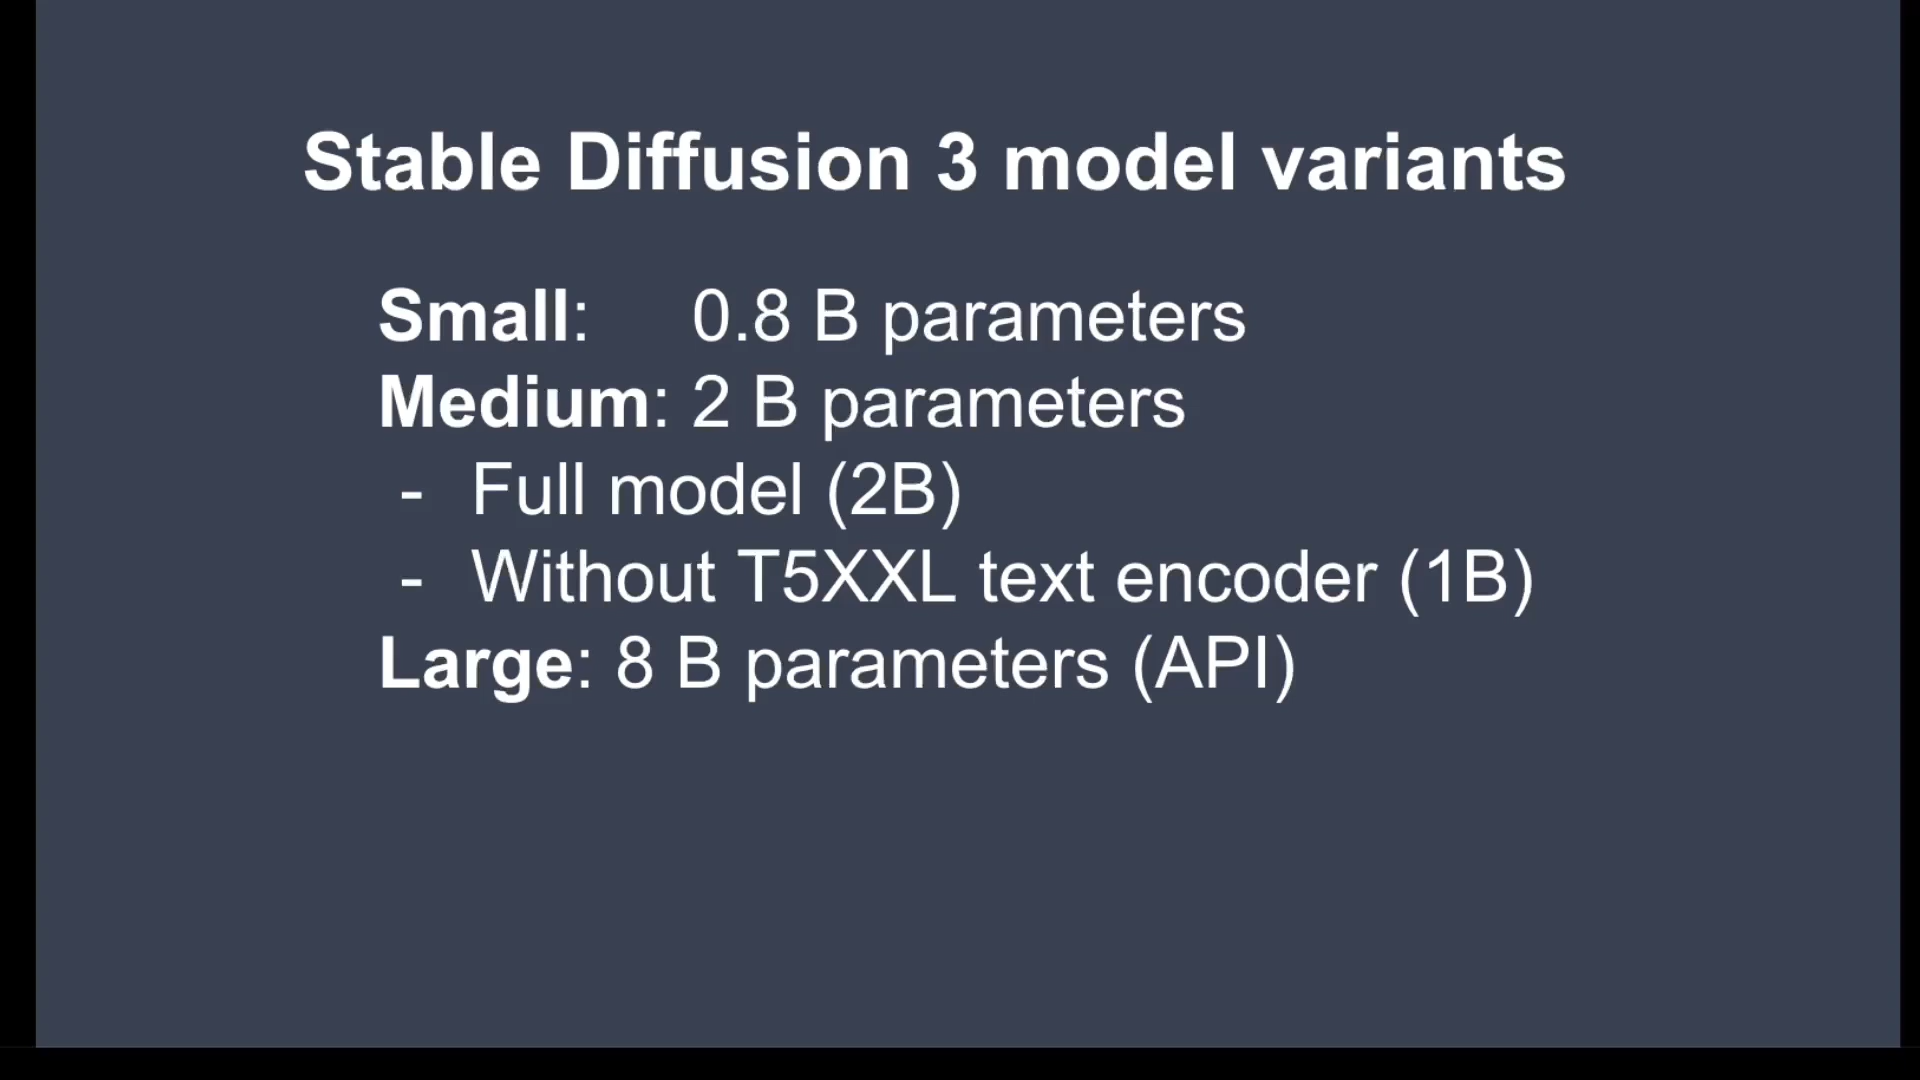 Stable Diffusion 3 model variants
Small: 0.8 B parameters
Medium: 2 B parameters
- Full model (2B)
- Without T5XXL text encoder (1B)
Large: 8 B parameters (API)